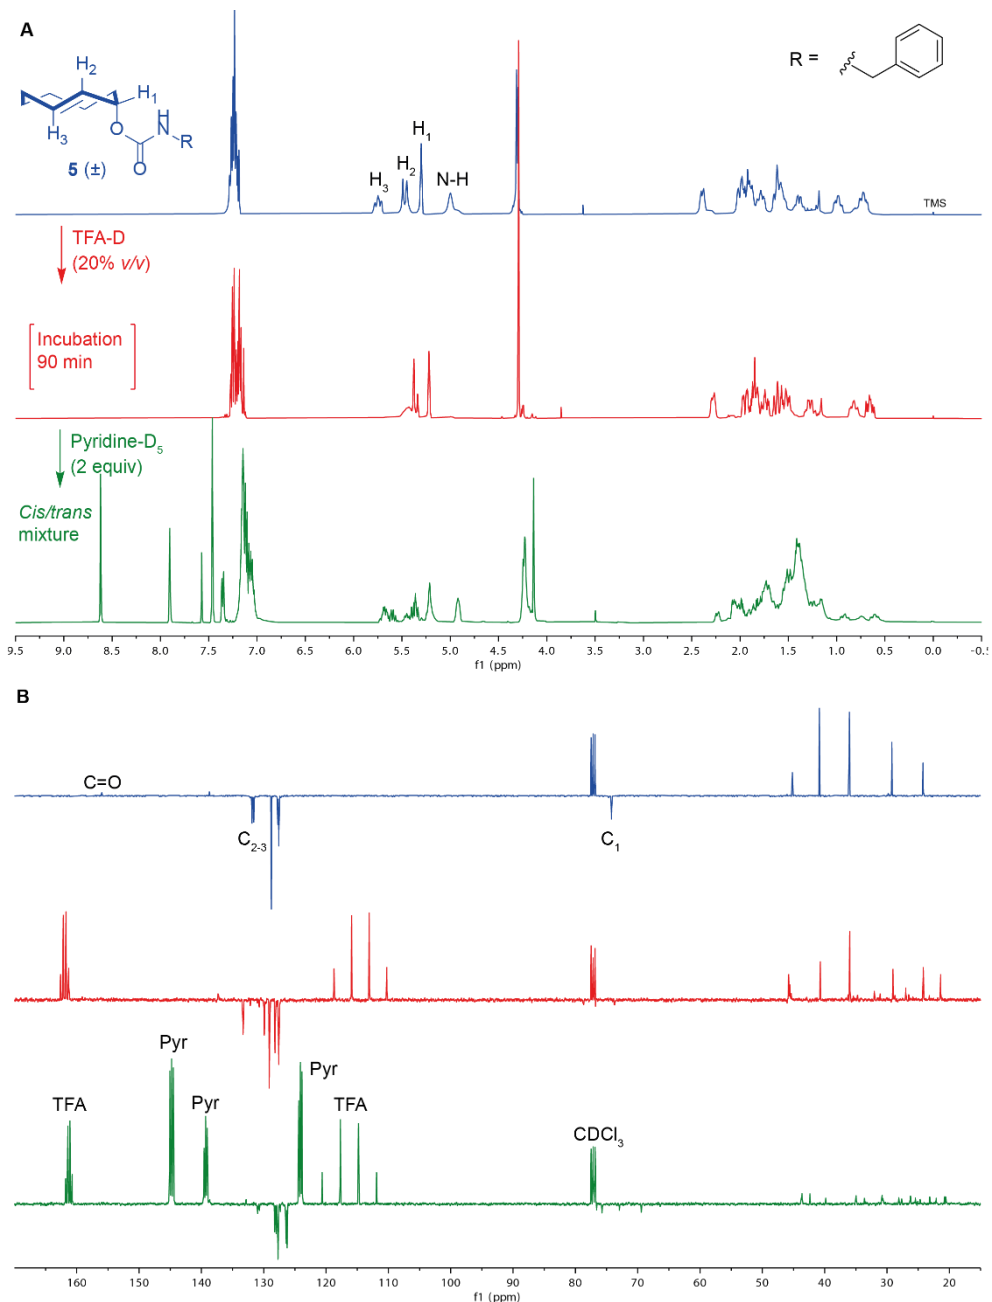 A
R =
H2
H1
O
H
N
R
H3
O
5 (±)
H3
H2
H1
N-H
TMS
TFA-D
(20% v/v)
Incubation
90 min
Pyridine-D5
(2 equiv)
Cis/trans
mixture
9.5 9.0 8.5 8.0 7.5 7.0 6.5 6.0 5.5 5.0 4.5 4.0 3.5 3.0 2.5 2.0 1.5 1.0 0.5 0.0 -0.5
f1 (ppm)
B
C=O
C2-3
C1
Pyr
Pyr
Pyr
TFA
TFA
CDCl3
160 150 140 130 120 110 100 90 80 70 60 50 40 30 20
f1 (ppm)